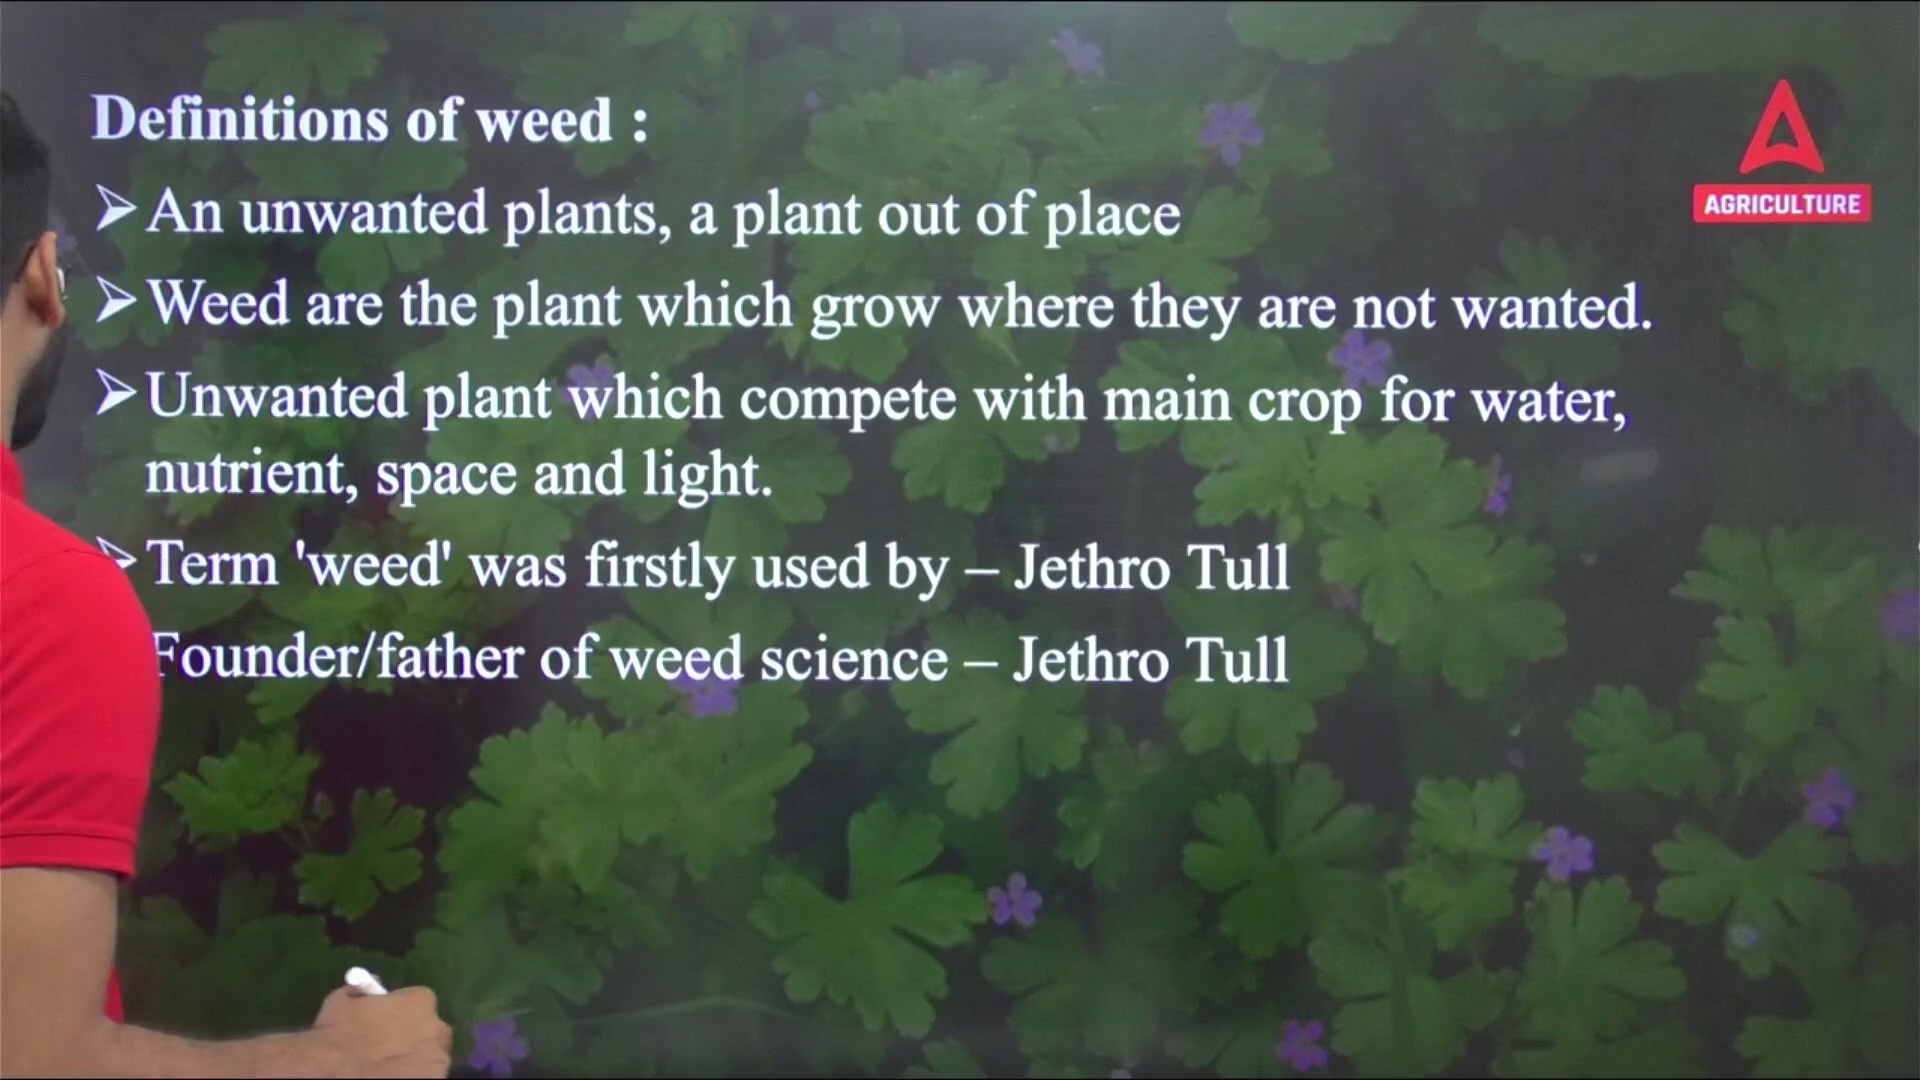 Definitions of weed :
➢ An unwanted plants, a plant out of place
➢ Weed are the plant which grow where they are not wanted.
➢ Unwanted plant which compete with main crop for water,
nutrient, space and light.
➢ Term 'weed' was firstly used by – Jethro Tull
Founder/father of weed science – Jethro Tull
AGRICULTURE